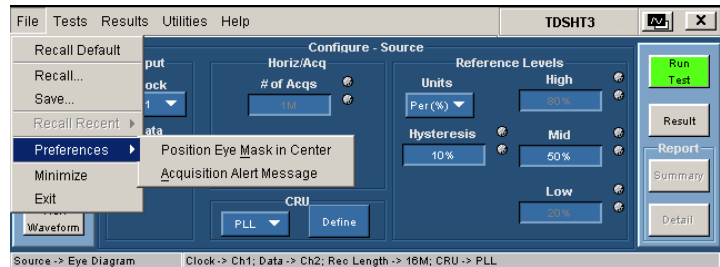 File Tests Results Utilities Help TDSHT3
Recall Default
Recall...
Save...
Recall Recent
Preferences
Minimize
Exit
Position Eye Mask in Center
Acquisition Alert Message
Configure - Source
put
ock
1
ata
Horiz/Acq
# of Acqs
1M
CRU
PLL Define
Reference Levels
Units High
Per(%) 80%
Hysteresis Mid
10% 50%
Low
20%
Run
Test
Result
Report
Summary
Detail
Waveform
Source -> Eye Diagram Clock-> Ch1; Data -> Ch2; Rec Length -> 16M; CRU -> PLL